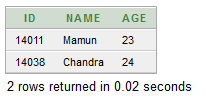 ID NAME AGE
14011 Mamun 23
14038 Chandra 24
2 rows returned in 0.02 seconds